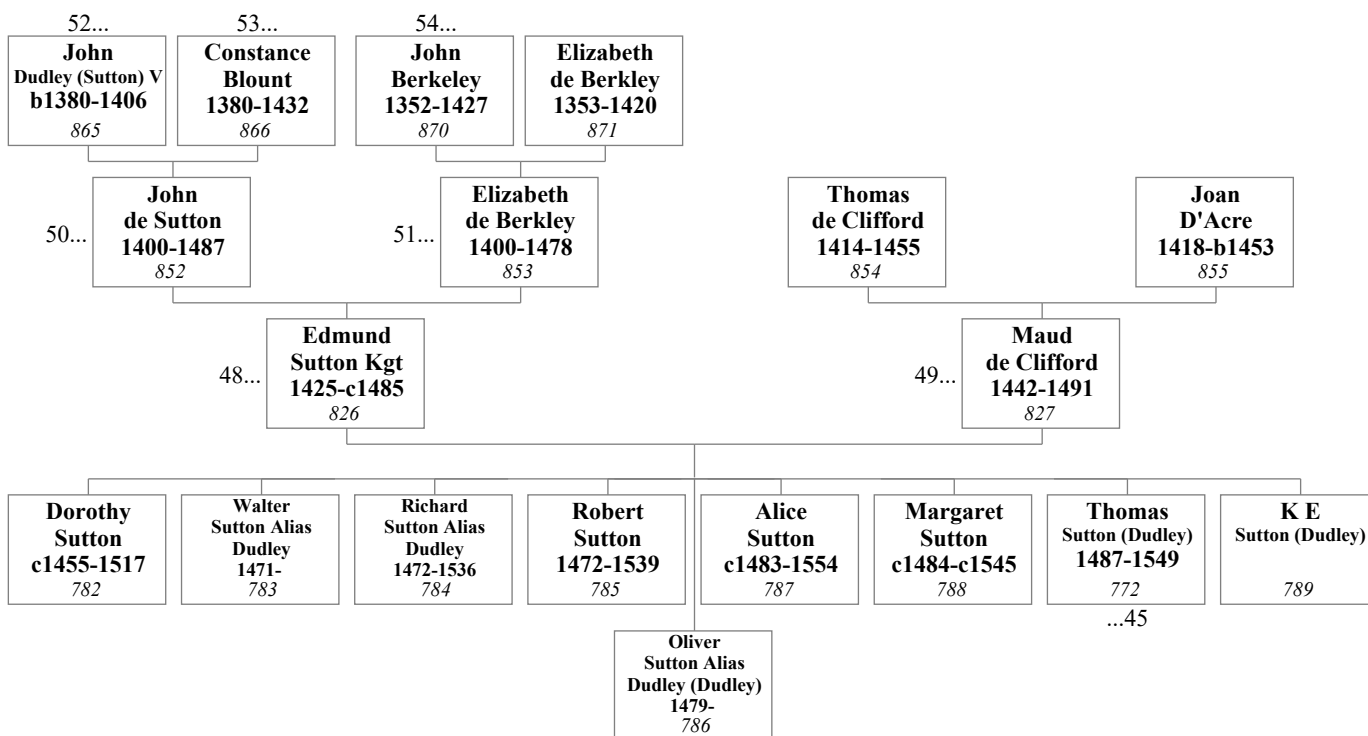 52...
53...
54...
John
Dudley (Sutton) V
b1380-1406
865
Constance
Blount
1380-1432
866
John
Berkeley
1352-1427
870
Elizabeth
de Berkley
1353-1420
871
50...
John
de Sutton
1400-1487
852
51...
Elizabeth
de Berkley
1400-1478
853
Thomas
de Clifford
1414-1455
854
Joan
D'Acre
1418-b1453
855
48...
Edmund
Sutton Kgt
1425-c1485
826
49...
Maud
de Clifford
1442-1491
827
Dorothy
Sutton
c1455-1517
782
Walter
Sutton Alias
Dudley
1471-
783
Richard
Sutton Alias
Dudley
1472-1536
784
Robert
Sutton
1472-1539
785
Alice
Sutton
c1483-1554
787
Margaret
Sutton
c1484-c1545
788
Thomas
Sutton (Dudley)
1487-1549
772
...45
K E
Sutton (Dudley)
789
Oliver
Sutton Alias
Dudley (Dudley)
1479-
786